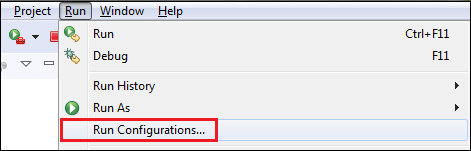 Project Run Window Help
Run Ctrl+F11
Debug F11
Run History
Run As
Run Configurations...